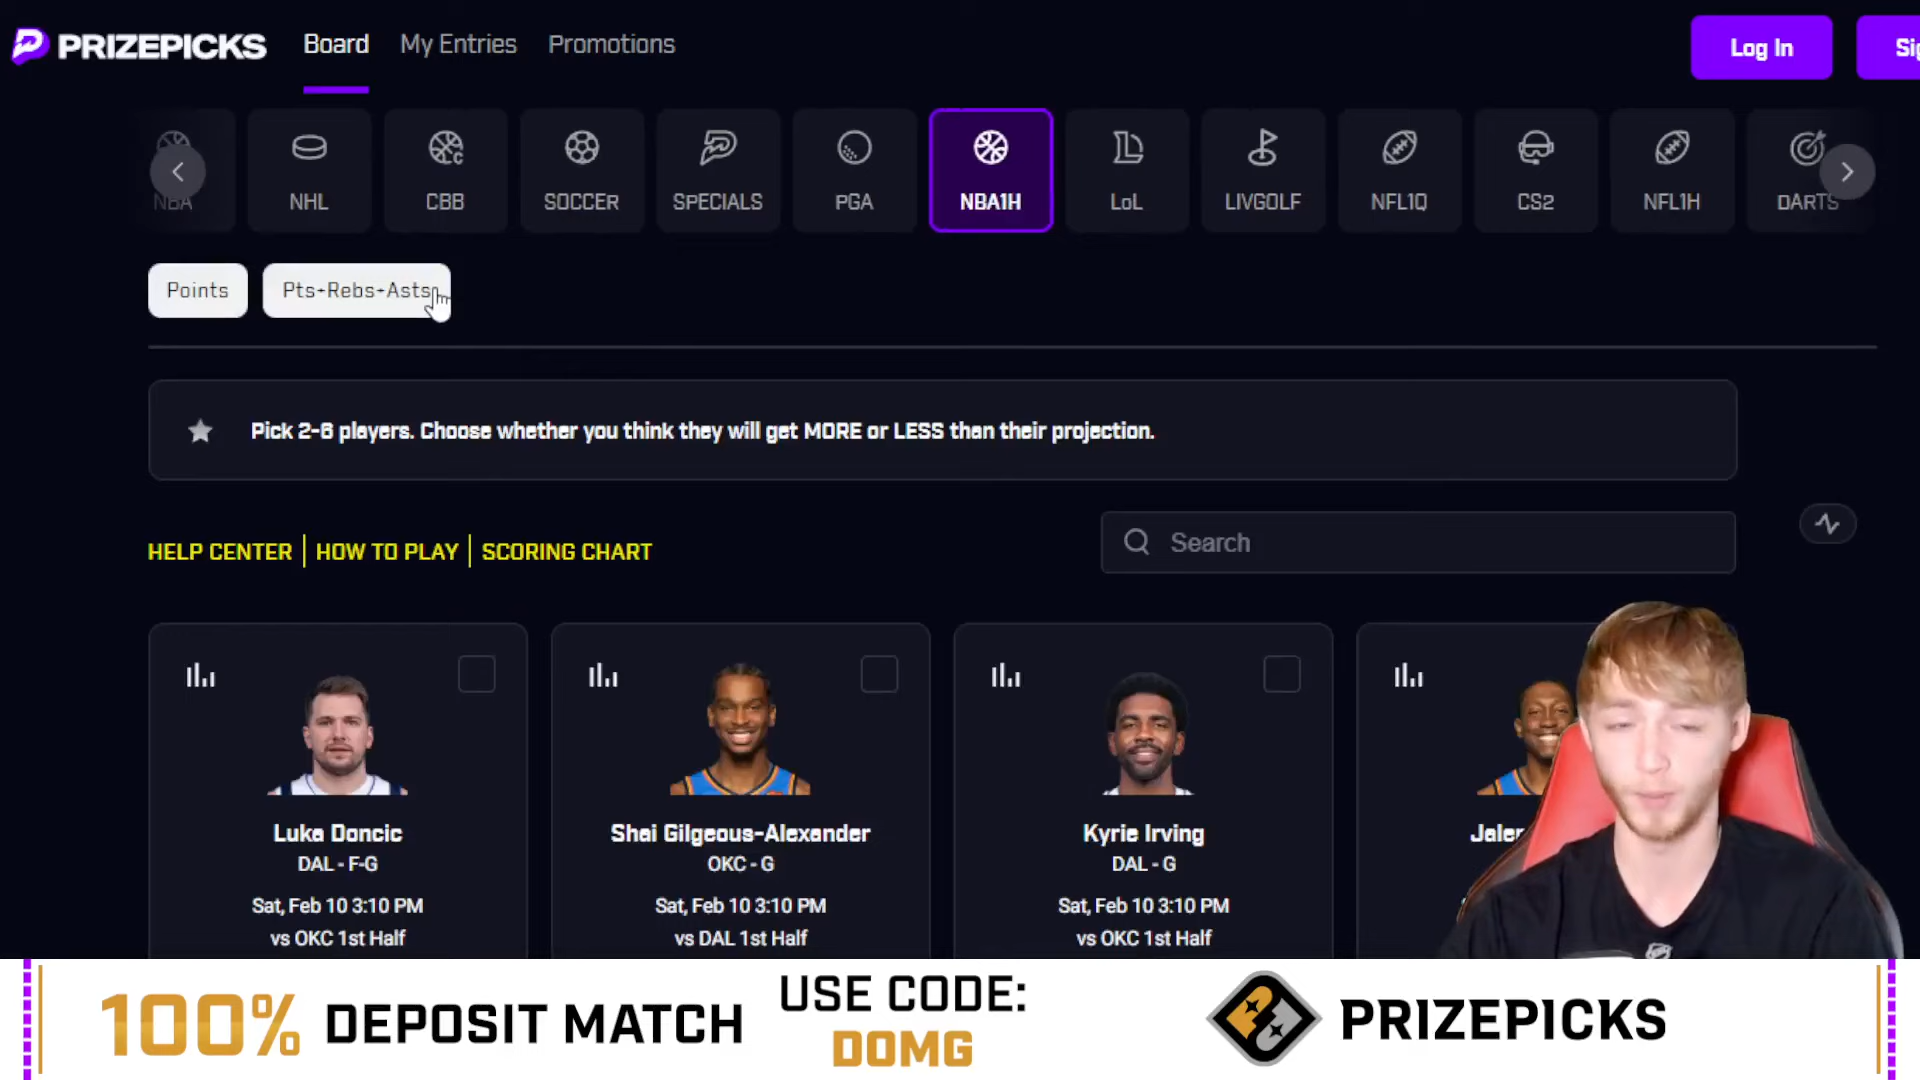 PRIZEPICKS
Board
My Entries
Promotions
Log In
NBA
NHL
CBB
SOCCER
SPECIALS
PGA
NBA1H
LoL
LIVGOLF
NFL1Q
CS2
NFL1H
DARTS
Points
Pts+Rebs+Asts
Pick 2-6 players. Choose whether you think they will get MORE or LESS than their projection.
HELP CENTER
HOW TO PLAY
SCORING CHART
Search
Luka Doncic
DAL - F-G
Sat, Feb 10 3:10 PM
vs OKC 1st Half
Shai Gilgeous-Alexander
OKC - G
Sat, Feb 10 3:10 PM
vs DAL 1st Half
Kyrie Irving
DAL - G
Sat, Feb 10 3:10 PM
vs OKC 1st Half
100% DEPOSIT MATCH
USE CODE:
DOMG
PRIZEPICKS